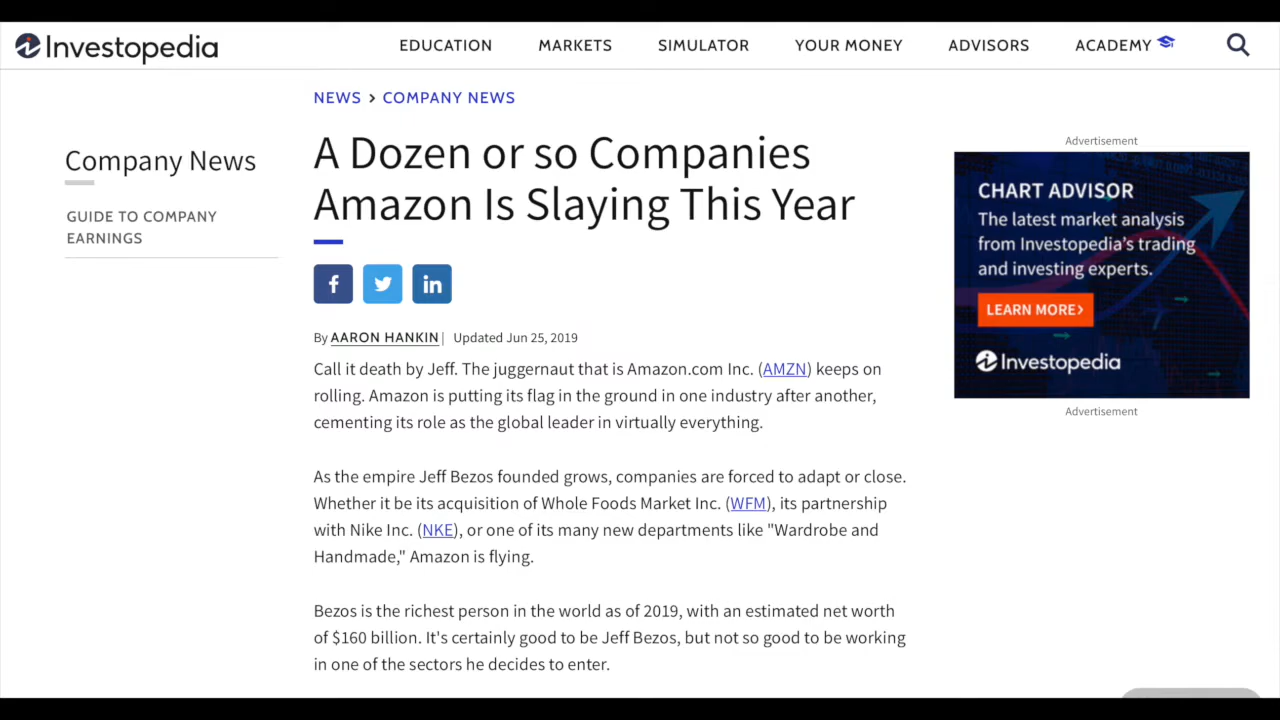 Investopedia
EDUCATION MARKETS SIMULATOR YOUR MONEY ADVISORS ACADEMY
NEWS > COMPANY NEWS
Company News
GUIDE TO COMPANY
EARNINGS
A Dozen or so Companies
Amazon Is Slaying This Year
f in
By AARON HANKIN | Updated Jun 25, 2019
Call it death by Jeff. The juggernaut that is Amazon.com Inc. (AMZN) keeps on
rolling. Amazon is putting its flag in the ground in one industry after another,
cementing its role as the global leader in virtually everything.
As the empire Jeff Bezos founded grows, companies are forced to adapt or close.
Whether it be its acquisition of Whole Foods Market Inc. (WFM), its partnership
with Nike Inc. (NKE), or one of its many new departments like "Wardrobe and
Handmade," Amazon is flying.
Bezos is the richest person in the world as of 2019, with an estimated net worth
of $160 billion. It's certainly good to be Jeff Bezos, but not so good to be working
in one of the sectors he decides to enter.
Advertisement
CHART ADVISOR
The latest market analysis
from Investopedia's trading
and investing experts.
LEARN MORE>
Investopedia
Advertisement